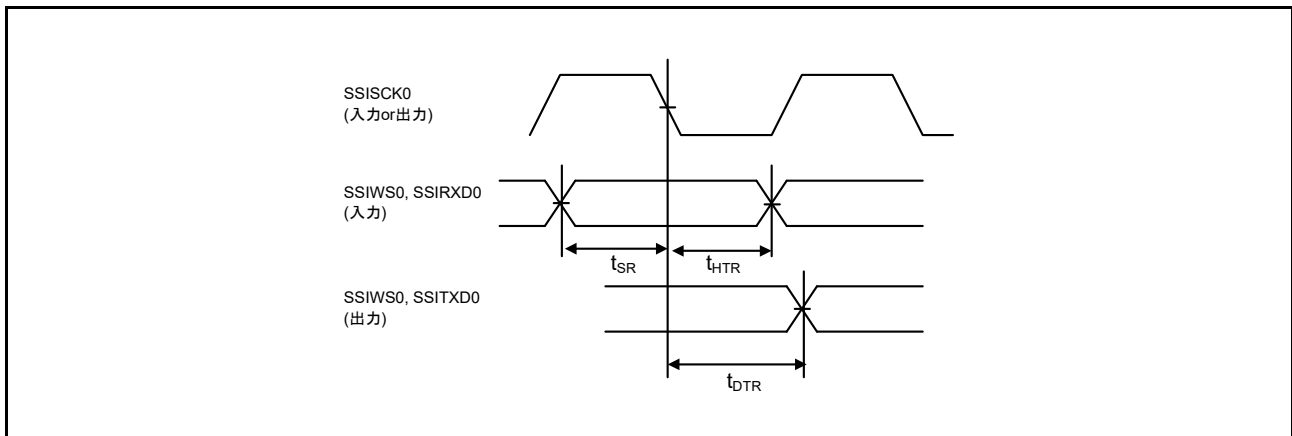 SSISCK0
(入力or出力)
SSIWS0, SSIRXD0
(入力)
tSR
tHTR
SSIWS0, SSITXD0
(出力)
tDTR